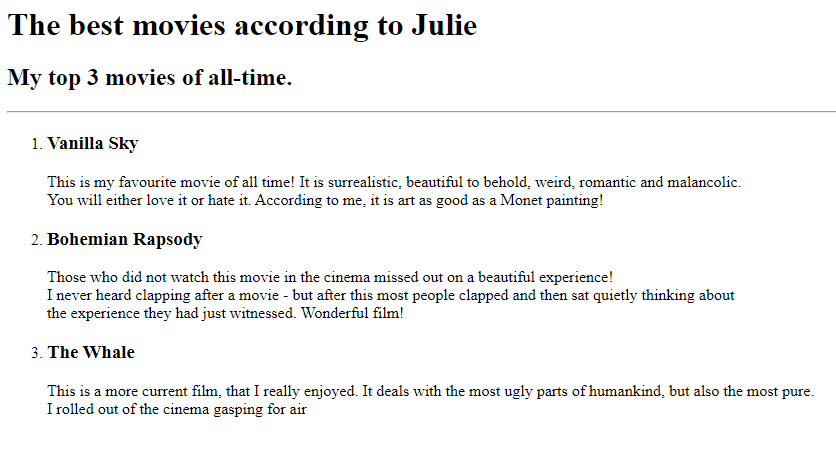 The best movies according to Julie
My top 3 movies of all-time.
1. Vanilla Sky
This is my favourite movie of all time! It is surrealistic, beautiful to behold, weird, romantic and malancolic.
You will either love it or hate it. According to me, it is art as good as a Monet painting!
2. Bohemian Rapsody
Those who did not watch this movie in the cinema missed out on a beautiful experience!
I never heard clapping after a movie - but after this most people clapped and then sat quietly thinking about
the experience they had just witnessed. Wonderful film!
3. The Whale
This is a more current film, that I really enjoyed. It deals with the most ugly parts of humankind, but also the most pure.
I rolled out of the cinema gasping for air